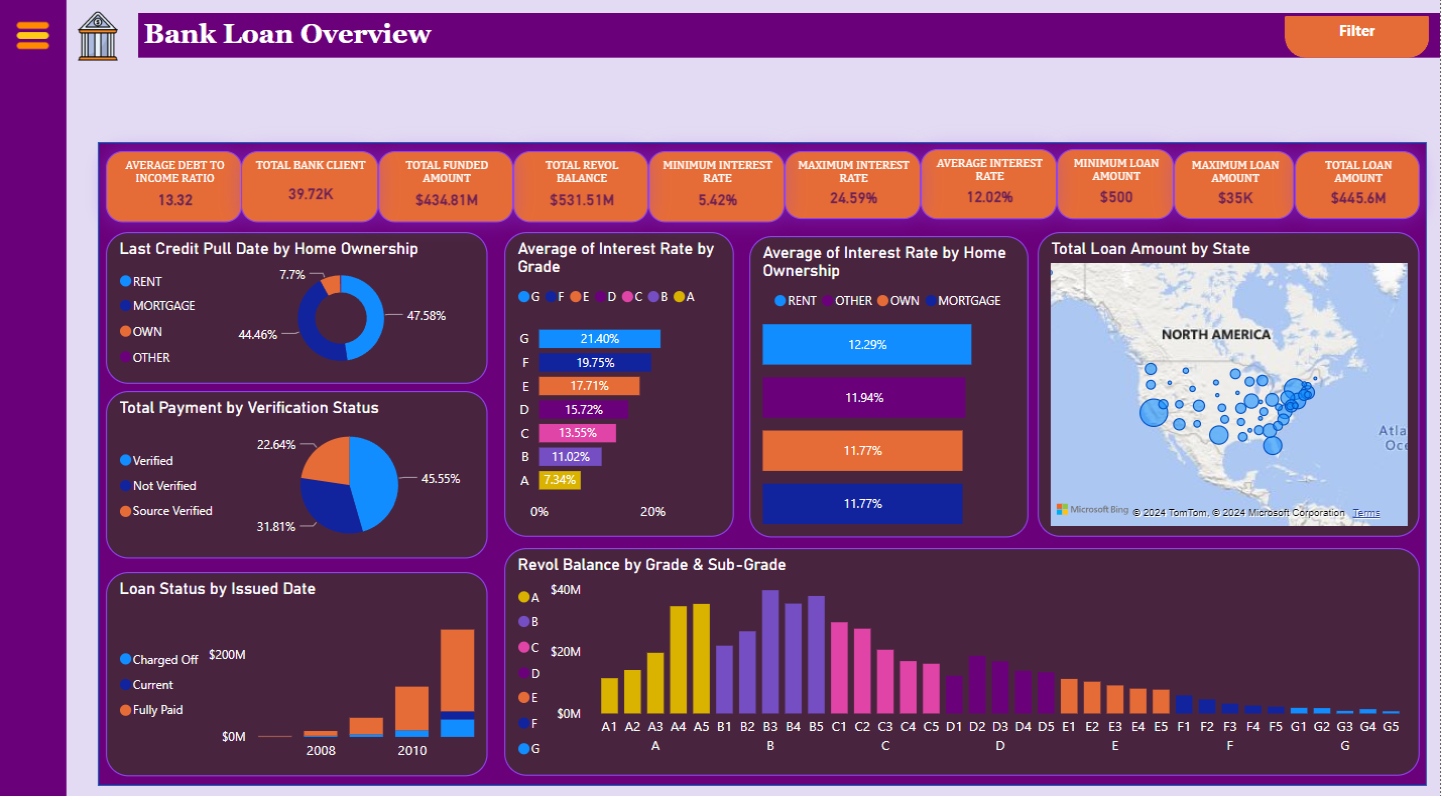 Bank Loan Overview
Filter
AVERAGE DEBT TO
INCOME RATIO
13.32
TOTAL BANK CLIENT
39.72K
TOTAL FUNDED
AMOUNT
$434.81M
TOTAL REVOL
BALANCE
$531.51M
MINIMUM INTEREST
RATE
5.42%
MAXIMUM INTEREST
RATE
24.59%
AVERAGE INTEREST
RATE
12.02%
MINIMUM LOAN
AMOUNT
$500
MAXIMUM LOAN
AMOUNT
$35K
TOTAL LOAN
AMOUNT
$445.6M
Last Credit Pull Date by Home Ownership
RENT
MORTGAGE
OWN
OTHER
7.7%
47.58%
44.46%
Average of Interest Rate by
Grade
G F E D C B A
G 21.40%
F 19.75%
E 17.71%
D 15.72%
C 13.55%
B 11.02%
A 7.34%
0% 20%
Average of Interest Rate by Home
Ownership
RENT OTHER OWN MORTGAGE
12.29%
11.94%
11.77%
11.77%
Total Loan Amount by State
NORTH AMERICA
Atla
Oce
Microsoft Bing © 2024 TomTom, © 2024 Microsoft Corporation Terms
Total Payment by Verification Status
Verified
Not Verified
Source Verified
22.64%
45.55%
31.81%
Loan Status by Issued Date
Charged Off
Current
Fully Paid
$200M
$0M
2008 2010
Revol Balance by Grade & Sub-Grade
A
B
C
D
E
F
G
$40M
$20M
$0M
A1 A2 A3 A4 A5 B1 B2 B3 B4 B5 C1 C2 C3 C4 C5 D1 D2 D3 D4 D5 E1 E2 E3 E4 E5 F1 F2 F3 F4 F5 G1 G2 G3 G4 G5
A B C D E F G